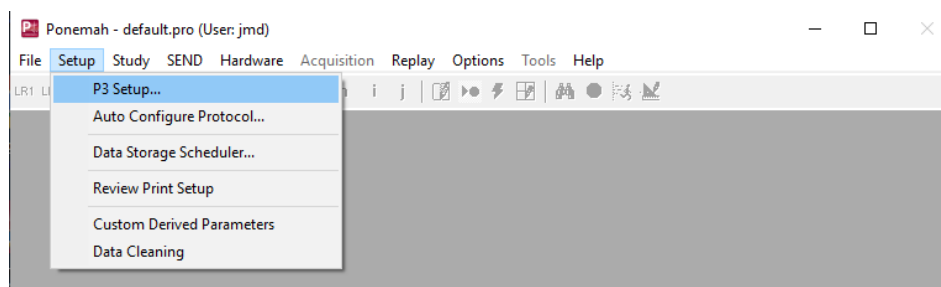 Ponemah - default.pro (User: jmd)
File Setup Study SEND Hardware Acquisition Replay Options Tools Help
LR1 i j
P3 Setup...
Auto Configure Protocol...
Data Storage Scheduler...
Review Print Setup
Custom Derived Parameters
Data Cleaning